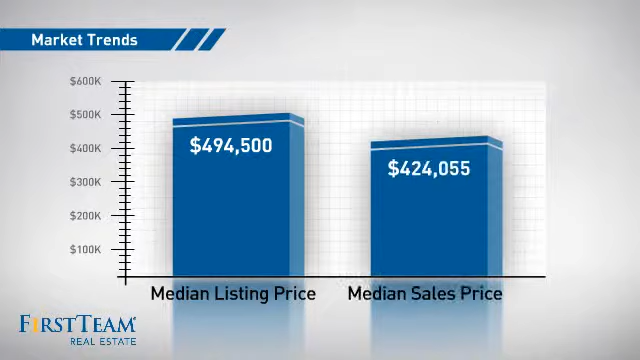 Market Trends
$600K
$500K
$400K
$300K
$200K
$100K
$494,500
$424,055
Median Listing Price
Median Sales Price
FIRSTTEAM®
REAL ESTATE